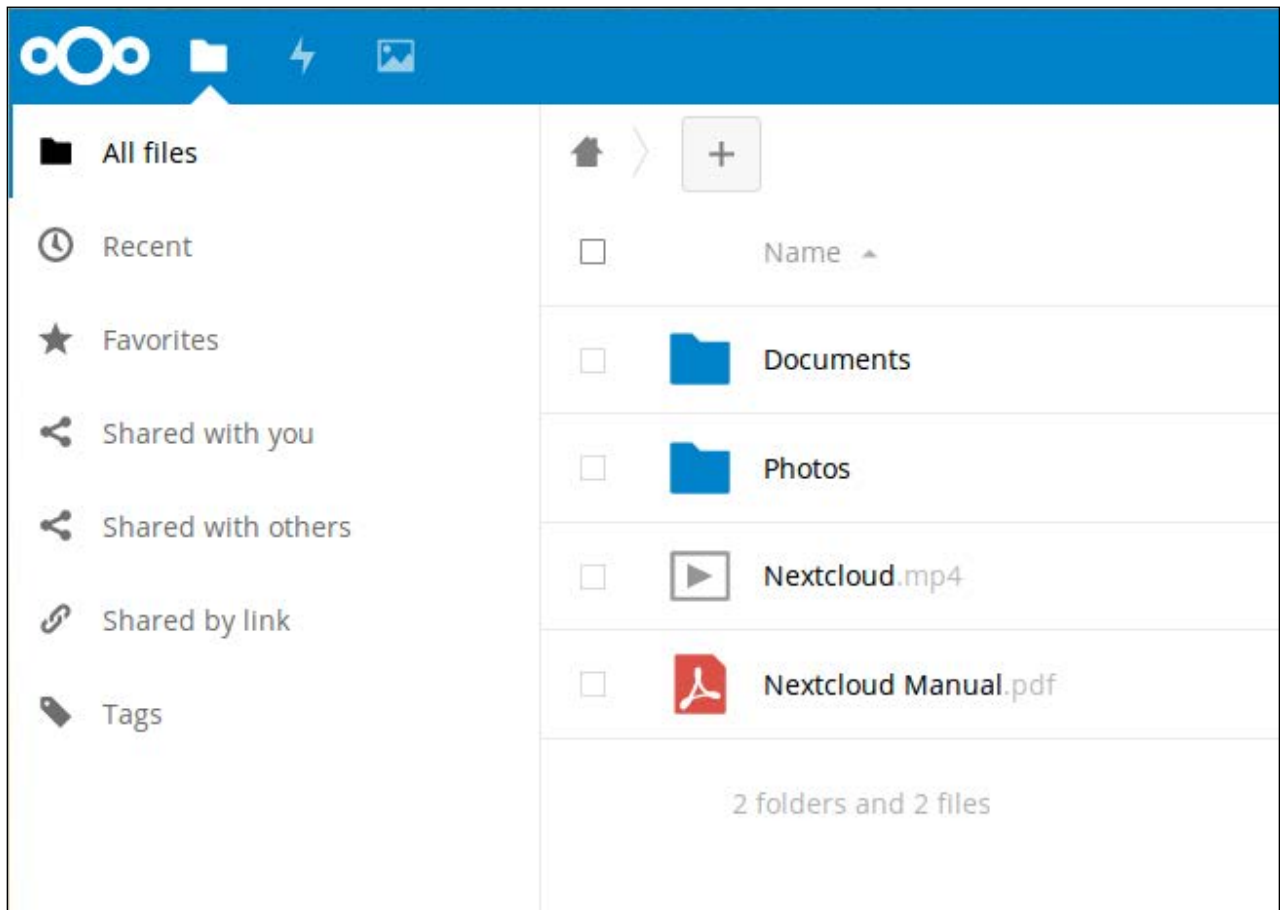 All files
Recent
Favorites
Shared with you
Shared with others
Shared by link
Tags
Name
Documents
Photos
Nextcloud.mp4
Nextcloud Manual.pdf
2 folders and 2 files